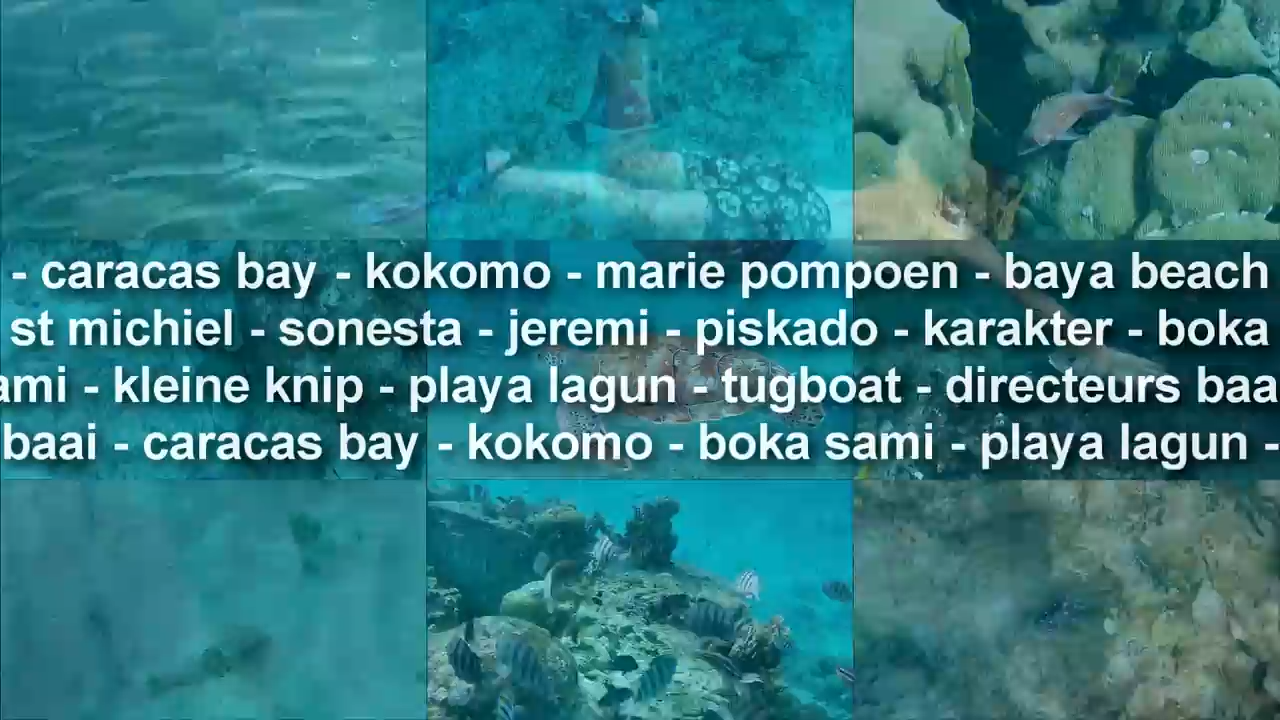 - caracas bay - kokomo - marie pompoen - baya beach
st michiel - sonesta - jeremi - piskado - karakter - boka
ami - kleine knip - playa lagun - tugboat - directeurs baa
baai - caracas bay - kokomo - boka sami - playa lagun -